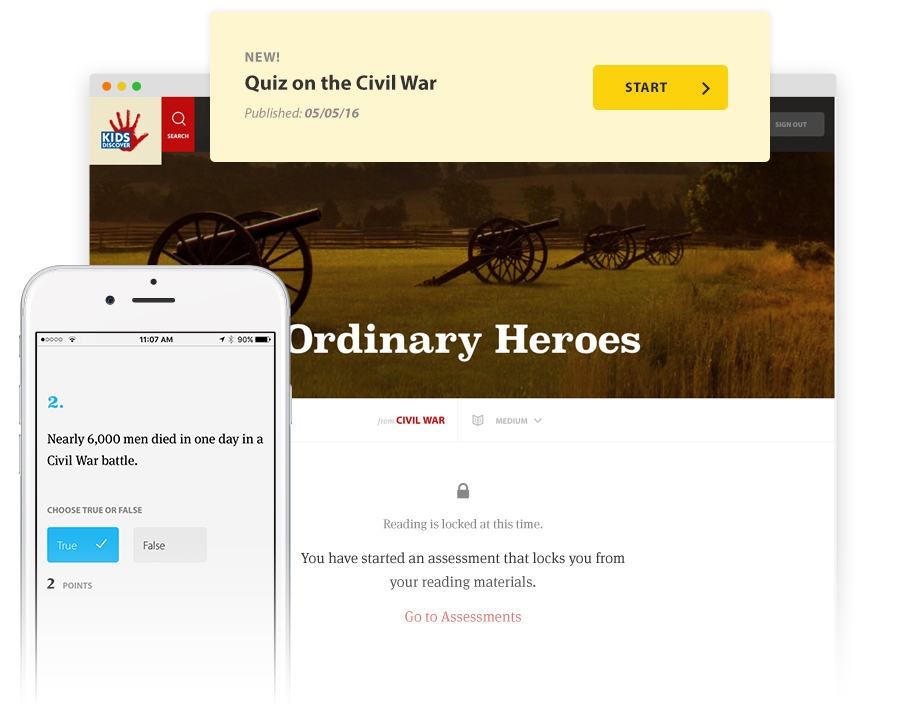 NEW!
Quiz on the Civil War
Published: 05/05/16
START
KIDS
DISCOVER
SEARCH
SIGN OUT
Ordinary Heroes
from CIVIL WAR
MEDIUM
Reading is locked at this time.
You have started an assessment that locks you from
your reading materials.
Go to Assessments
11:07 AM
90%
2.
Nearly 6,000 men died in one day in a
Civil War battle.
CHOOSE TRUE OR FALSE
True
False
2 POINTS